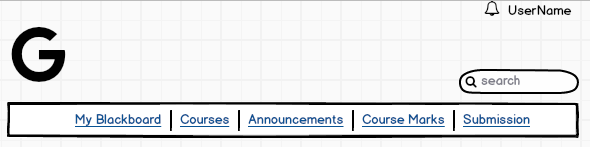 UserName
G
search
My Blackboard | Courses | Announcements | Course Marks | Submission